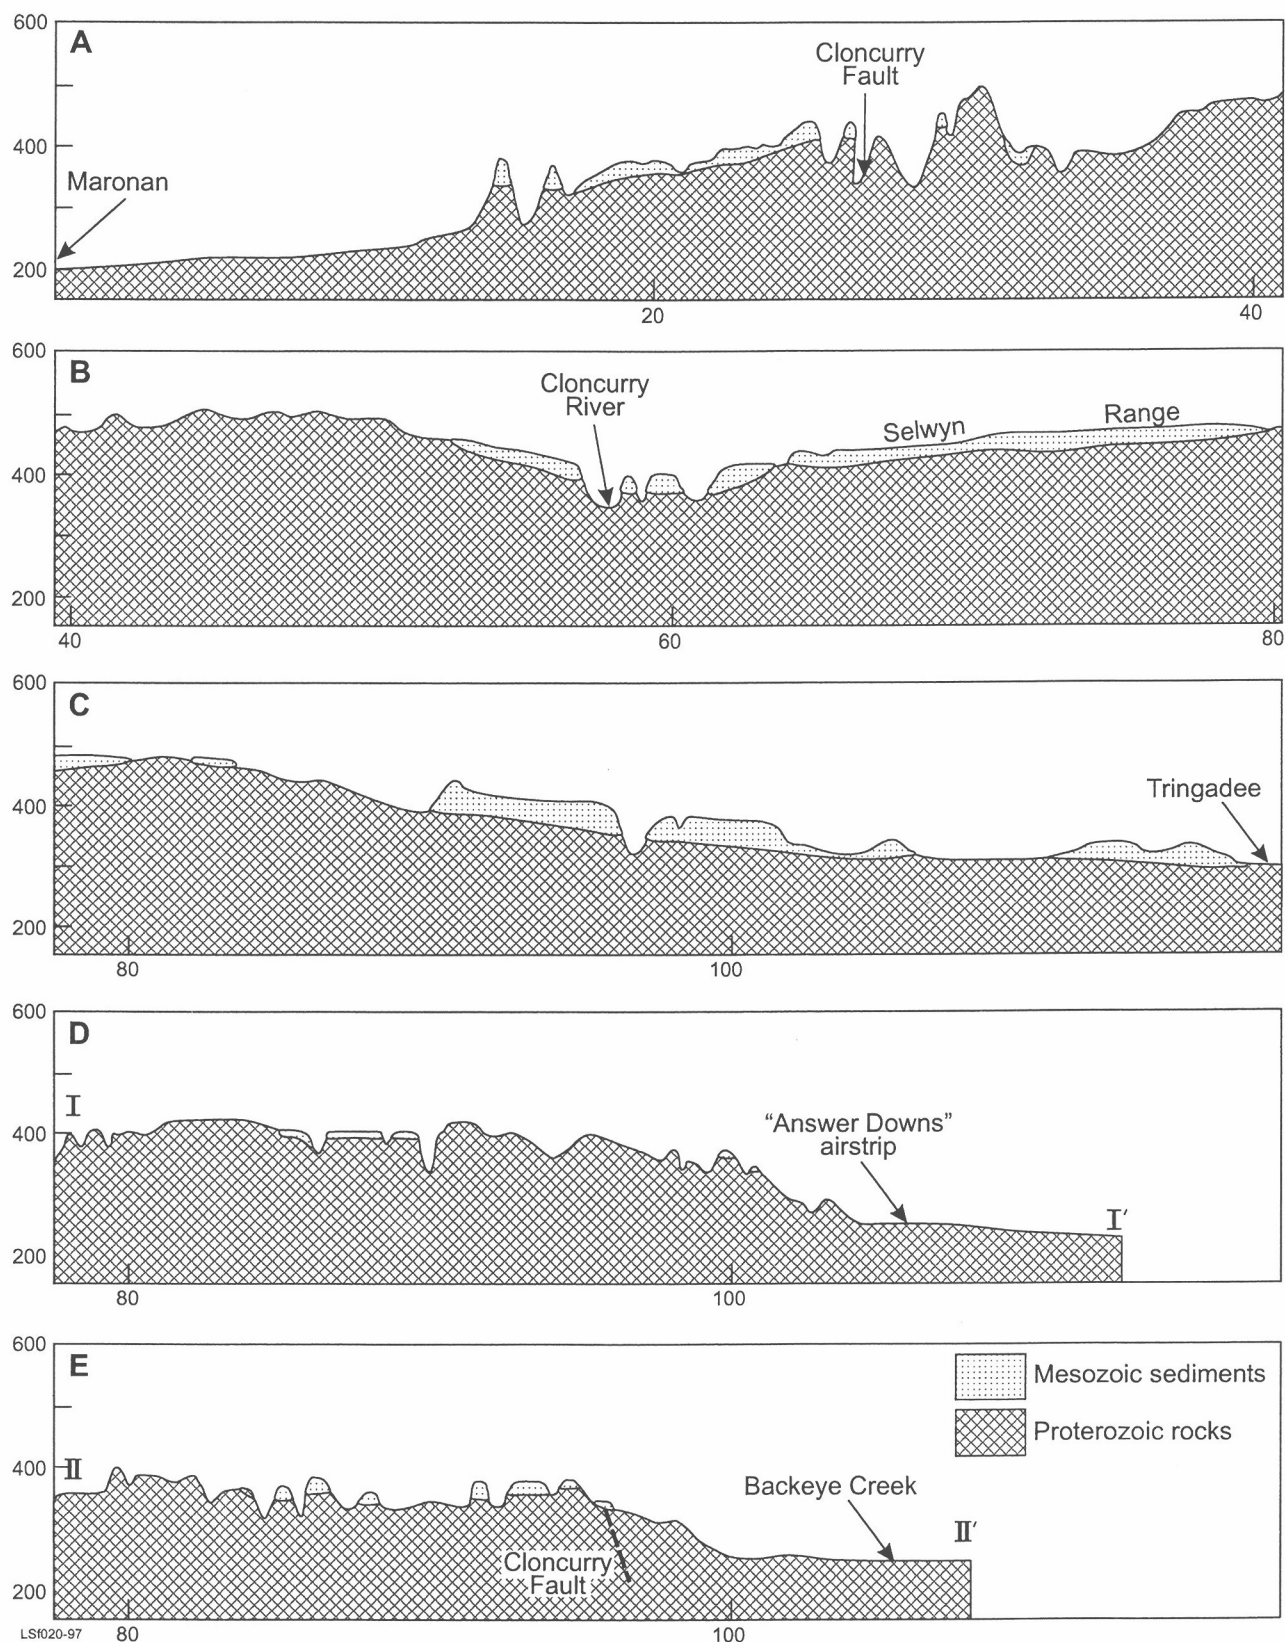 600
A
Cloncurry
Fault
400
Maronan
200
20
40
600
B
Cloncurry
River
Selwyn Range
400
200
40
60
80
600
C
Tringadee
400
200
80
100
600
D
I
400
“Answer Downs”
airstrip
I′
200
80
100
600
E
Mesozoic sediments
Proterozoic rocks
400
II
Backeye Creek
II′
Cloncurry
Fault
200
LSf020-97
80
100